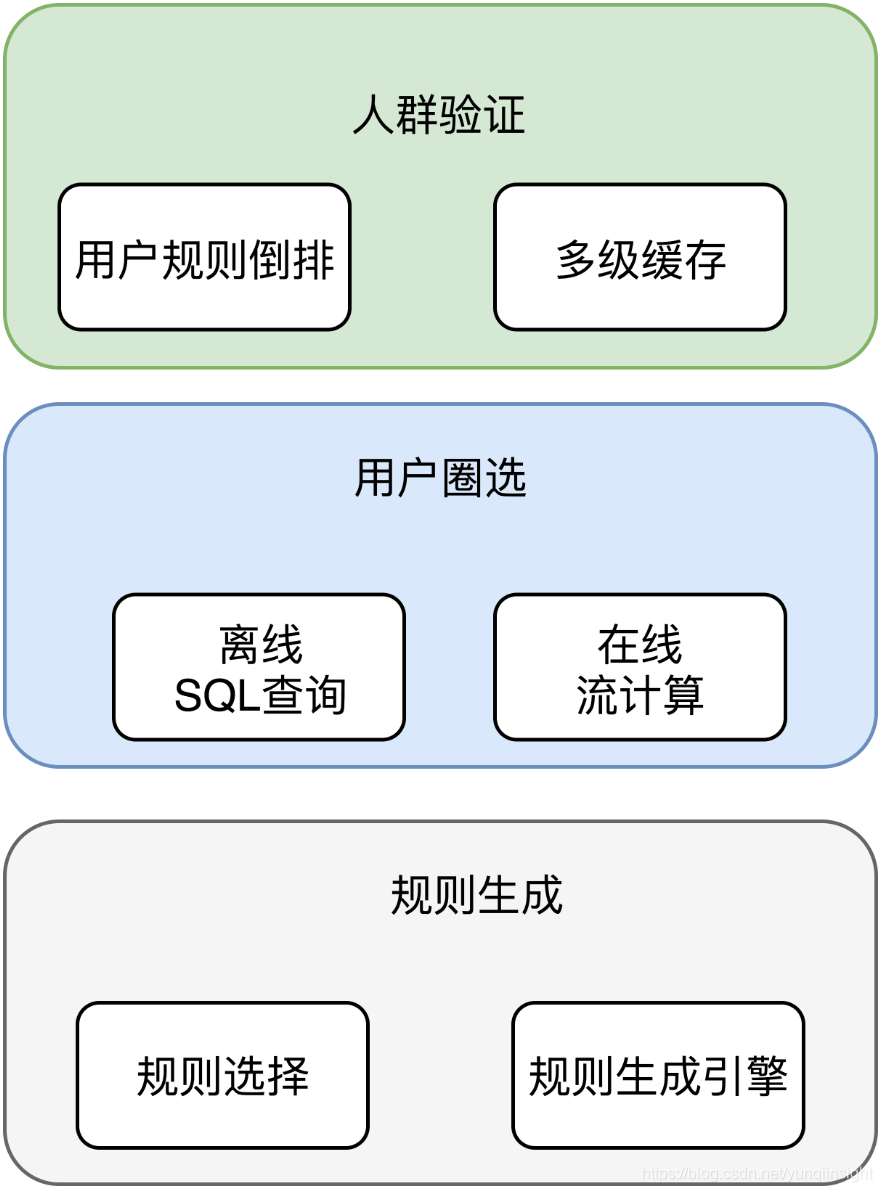 人群验证
用户规则倒排
多级缓存
用户圈选
离线
SQL查询
在线
流计算
规则生成
规则选择
规则生成引擎
https://blog.csdn.net/yunqiinsight